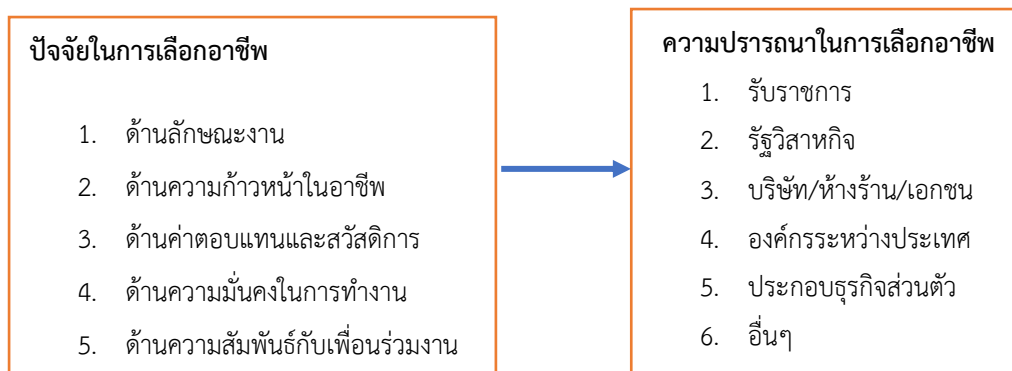 ปัจจัยในการเลือกอาชีพ
1. ด้านลักษณะงาน
2. ด้านความก้าวหน้าในอาชีพ
3. ด้านค่าตอบแทนและสวัสดิการ
4. ด้านความมั่นคงในการทำงาน
5. ด้านความสัมพันธ์กับเพื่อนร่วมงาน
ความปรารถนาในการเลือกอาชีพ
1. รับราชการ
2. รัฐวิสาหกิจ
3. บริษัท/ห้างร้าน/เอกชน
4. องค์กรระหว่างประเทศ
5. ประกอบธุรกิจส่วนตัว
6. อื่นๆ